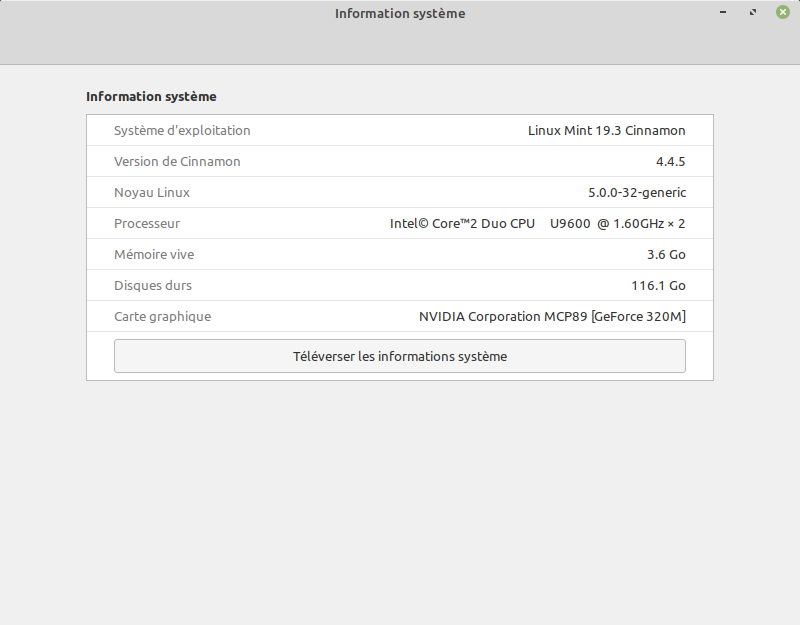 Information système
Information système
Système d'exploitation Linux Mint 19.3 Cinnamon
Version de Cinnamon 4.4.5
Noyau Linux 5.0.0-32-generic
Processeur Intel© Core™2 Duo CPU U9600 @ 1.60GHz × 2
Mémoire vive 3.6 Go
Disques durs 116.1 Go
Carte graphique NVIDIA Corporation MCP89 [GeForce 320M]
Téléverser les informations système